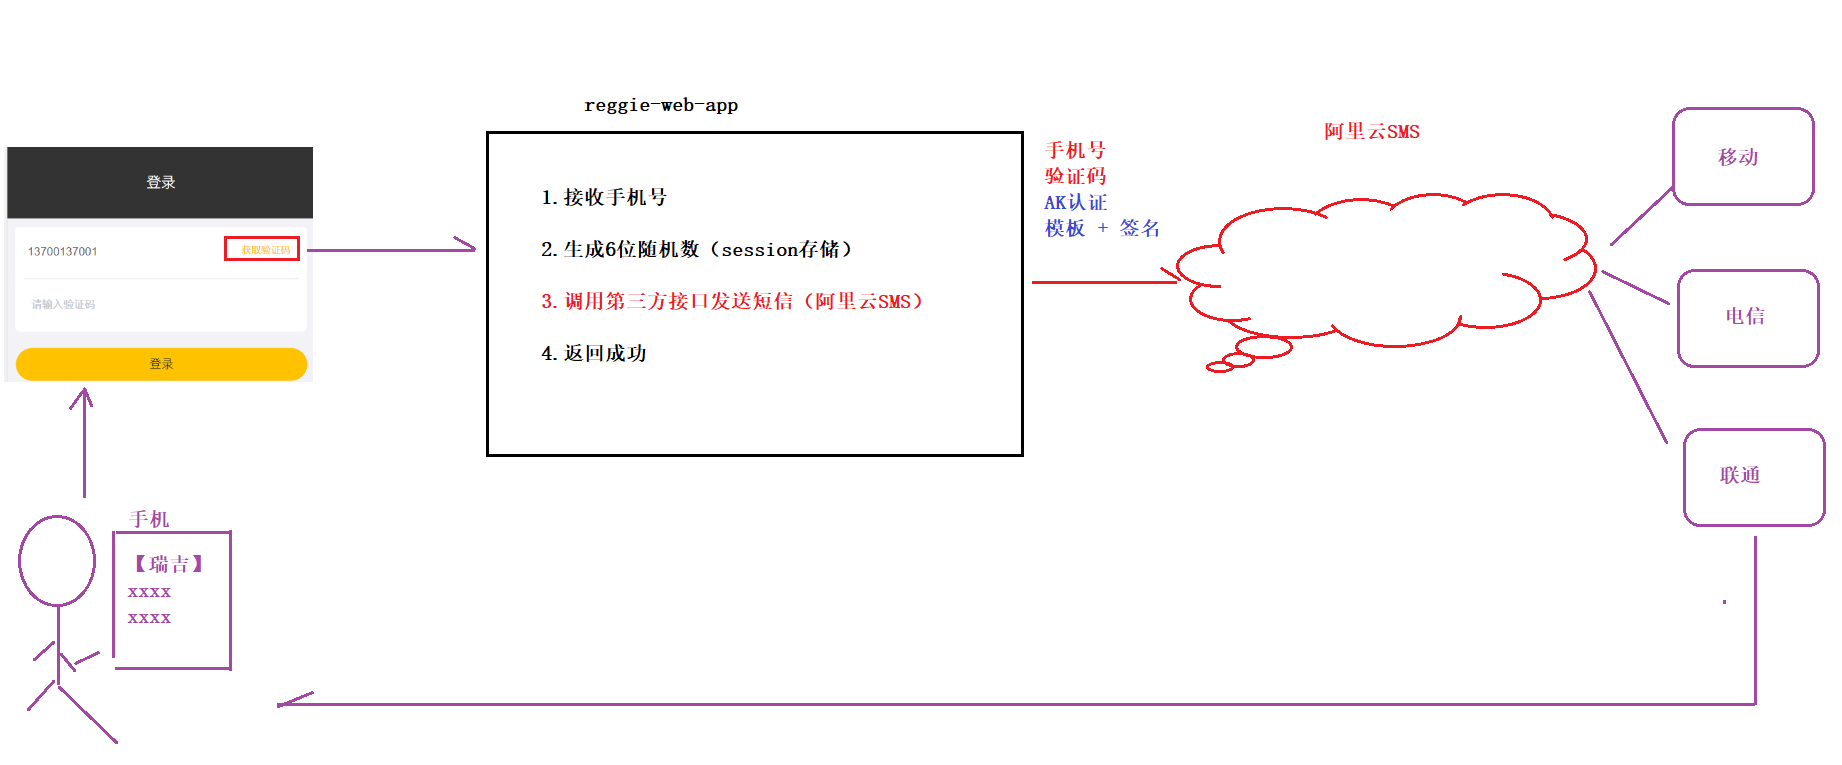 reggie-web-app
登录
13700137001
获取验证码
请输入验证码
登录
1.接收手机号
2.生成6位随机数（session存储）
3.调用第三方接口发送短信（阿里云SMS）
4.返回成功
手机号
验证码
AK认证
模板 + 签名
阿里云SMS
移动
电信
联通
手机
【瑞吉】
xxxx
xxxx